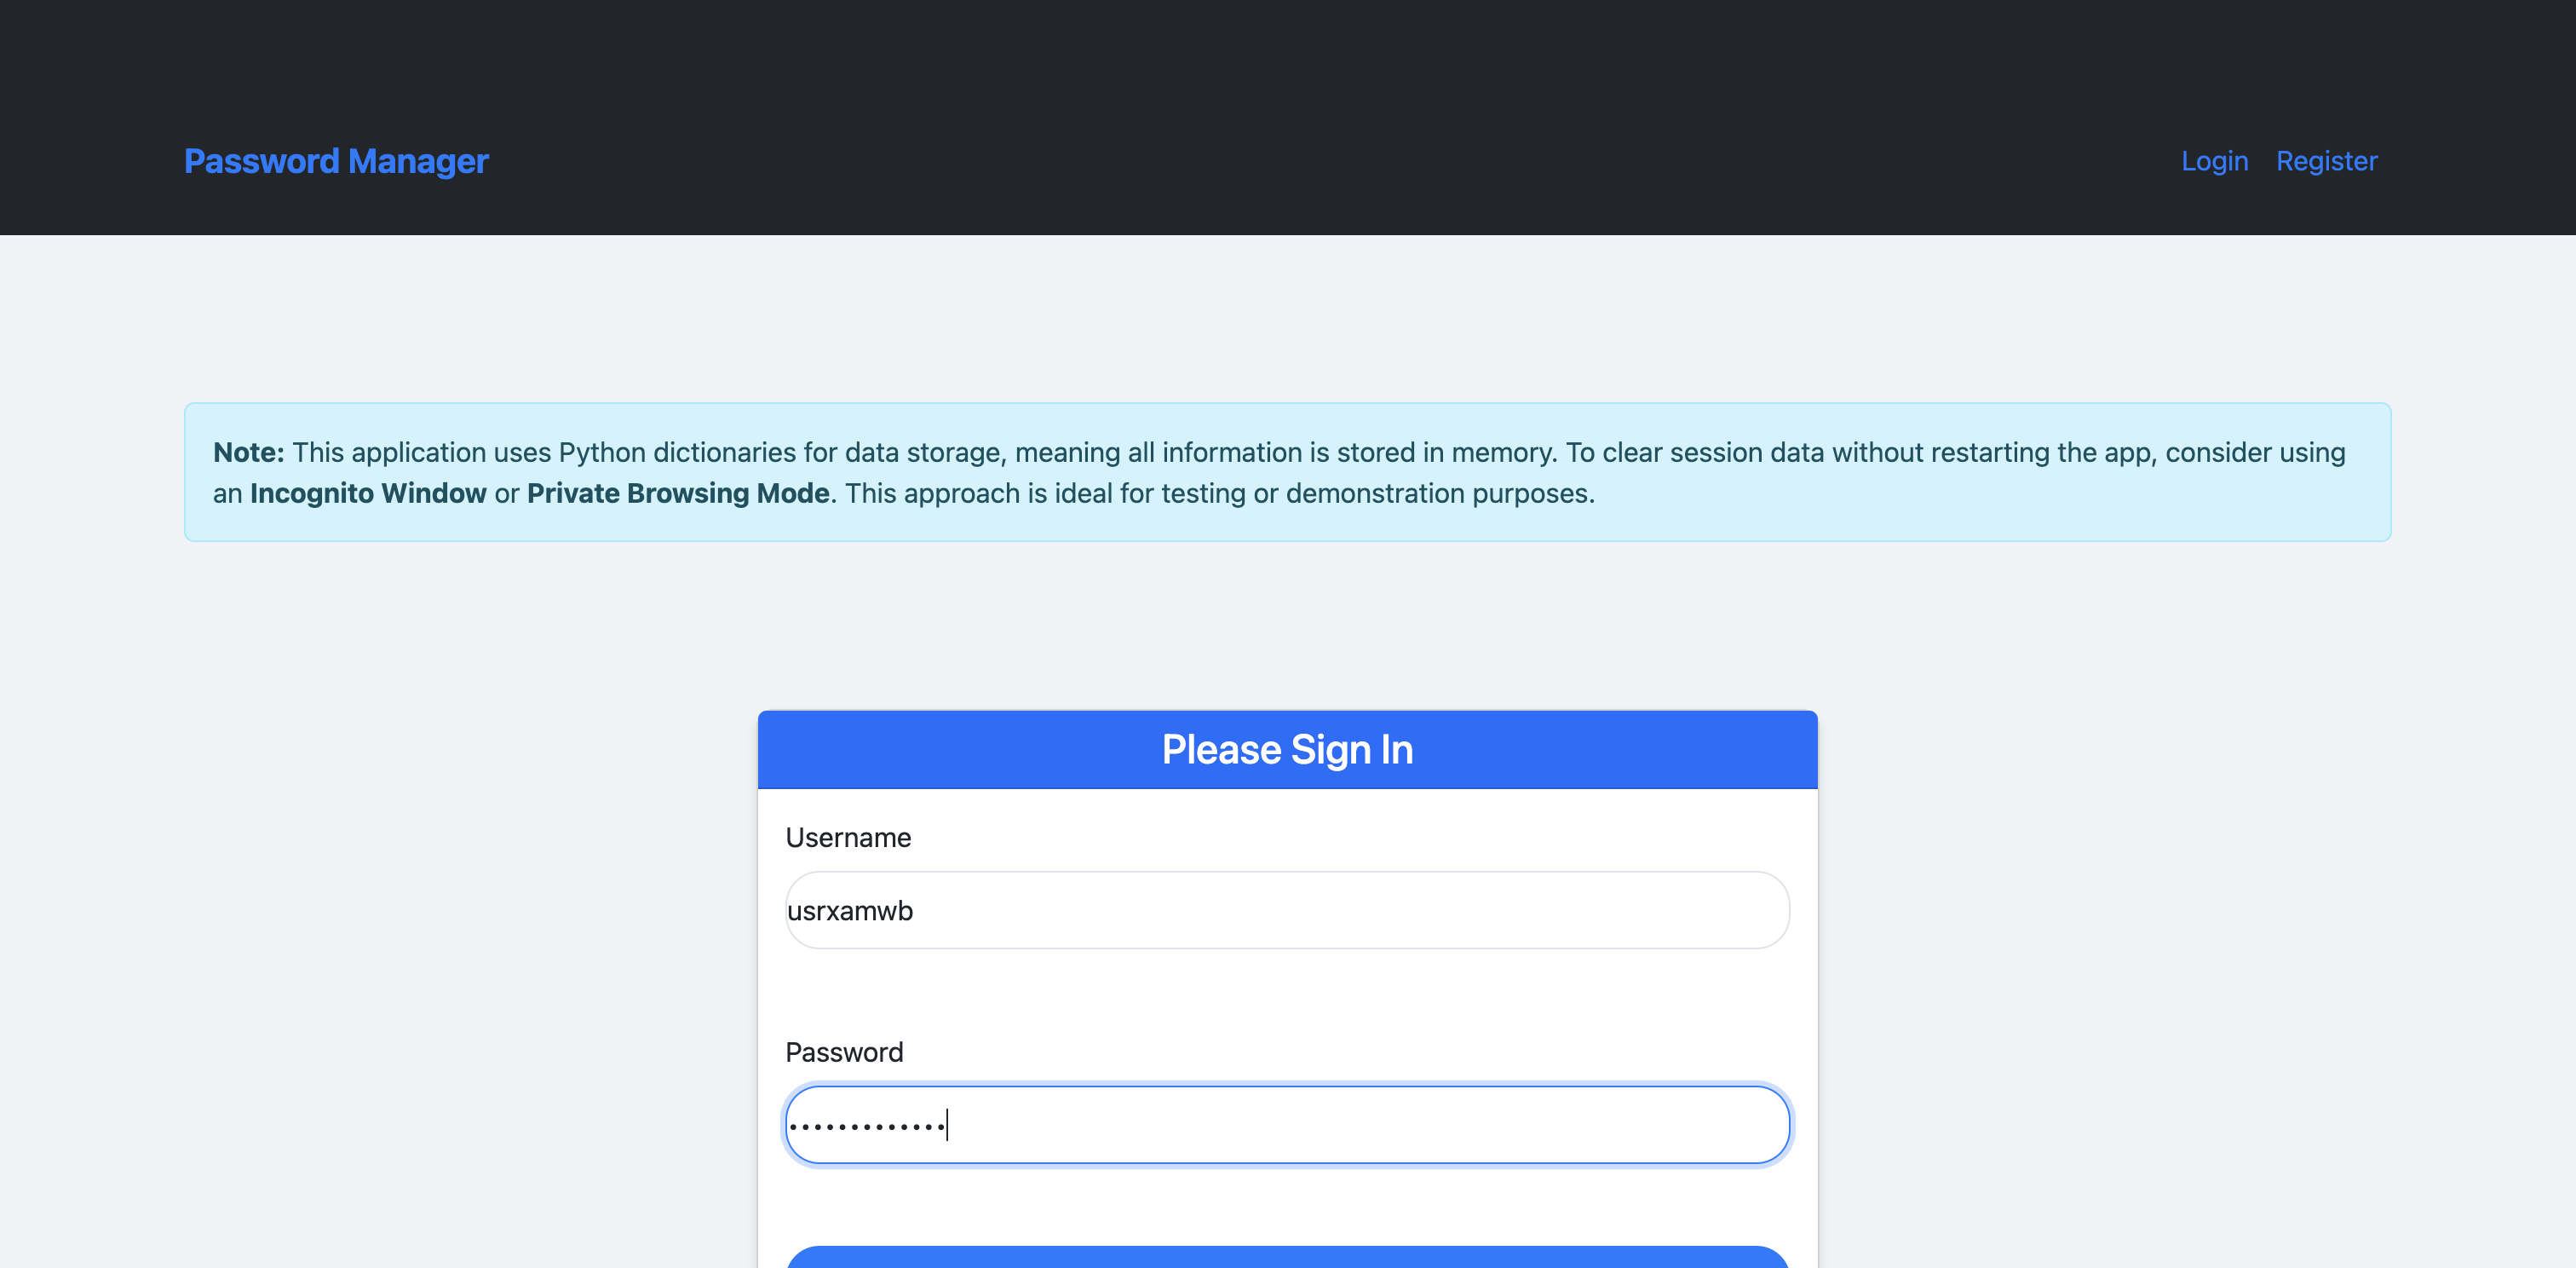 Password Manager
Login Register
Note: This application uses Python dictionaries for data storage, meaning all information is stored in memory. To clear session data without restarting the app, consider using
an Incognito Window or Private Browsing Mode. This approach is ideal for testing or demonstration purposes.
Please Sign In
Username
usrxamwb
Password
•••••••••••••